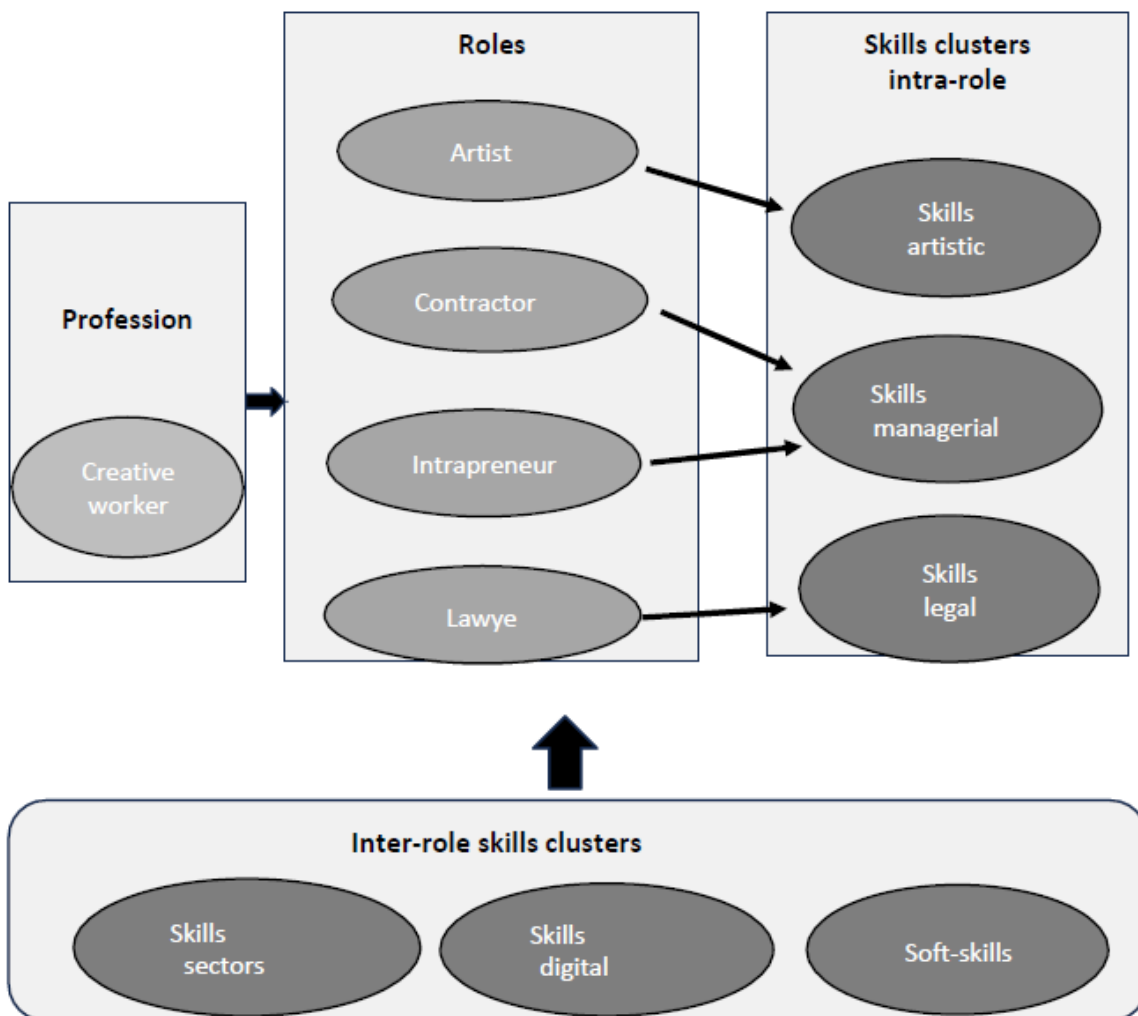 Roles
Artist
Contractor
Intrapreneur
Lawye
Skills clusters
intra-role
Skills
artistic
Skills
managerial
Skills
legal
Profession
Creative
worker
Inter-role skills clusters
Skills
sectors
Skills
digital
Soft-skills